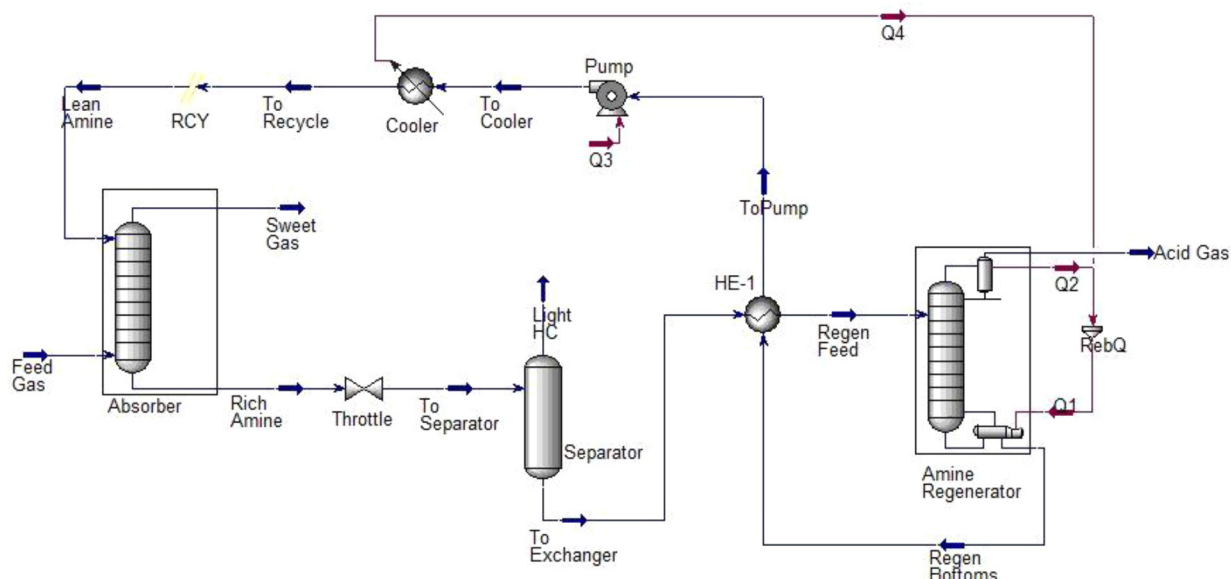 Q4
Pump
Lean
Amine
RCY
To
Recycle
Cooler
To
Cooler
Q3
ToPump
Sweet
Gas
Acid Gas
HE-1
Q2
Light
HC
Regen
Feed
RebQ
Feed
Gas
Absorber
Rich
Amine
Throttle
To
Separator
Separator
Q1
Amine
Regenerator
To
Exchanger
Regen
Bottoms